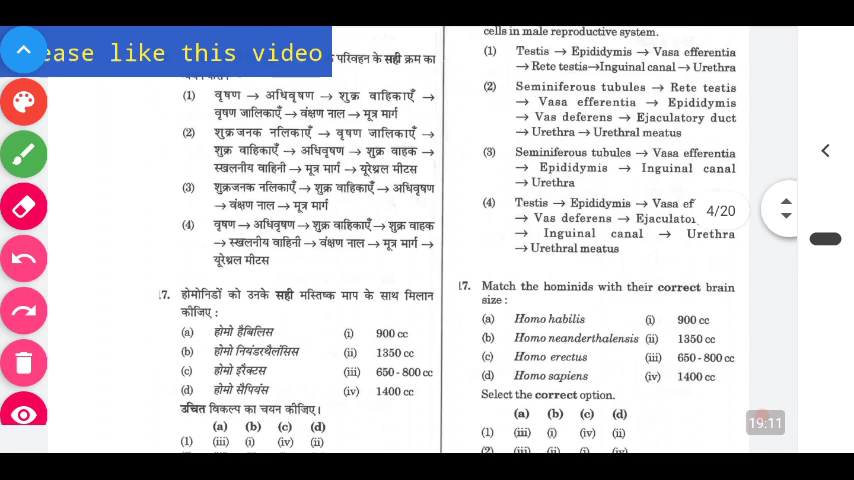 ease like this video
परिवहन के सही क्रम का
(1) वृषण → अधिवृषण → शुक्र वाहिकाएँ →
वृषण जालिकाएँ → वंक्षण नाल → मूत्र मार्ग
(2) शुक्रजनक नलिकाएँ → वृषण जालिकाएँ →
शुक्र वाहिकाएँ → अधिवृषण → शुक्र वाहक →
स्खलनीय वाहिनी → मूत्र मार्ग → यूरेथ्रल मीटस
(3) शुक्रजनक नलिकाएँ → शुक्र वाहिकाएँ → अधिवृषण
→ वंक्षण नाल → मूत्र मार्ग
(4) वृषण → अधिवृषण → शुक्र वाहिकाएँ → शुक्र वाहक
→ स्खलनीय वाहिनी → वंक्षण नाल → मूत्र मार्ग →
यूरेथ्रल मीटस
17. होमोनिडों को उनके सही मस्तिष्क माप के साथ मिलान
कीजिए :
(a) होमो हैबिलिस (i) 900 cc
(b) होमो नियंडरथैलंसिस (ii) 1350 cc
(c) होमो इरैक्टस (iii) 650 - 800 cc
(d) होमो सैपियंस (iv) 1400 cc
उचित विकल्प का चयन कीजिए।
(a) (b) (c) (d)
(1) (iii) (i) (iv) (ii)
cells in male reproductive system.
(1) Testis → Epididymis → Vasa efferentia
→ Rete testis→Inguinal canal → Urethra
(2) Seminiferous tubules → Rete testis
→ Vasa efferentia → Epididymis
→ Vas deferens → Ejaculatory duct
→ Urethra → Urethral meatus
(3) Seminiferous tubules → Vasa efferentia
→ Epididymis → Inguinal canal
→ Urethra
(4) Testis → Epididymis → Vasa ef
→ Vas deferens → Ejaculato
→ Inguinal canal → Urethra
→ Urethral meatus
4/20
17. Match the hominids with their correct brain
size :
(a) Homo habilis (i) 900 cc
(b) Homo neanderthalensis (ii) 1350 cc
(c) Homo erectus (iii) 650 - 800 cc
(d) Homo sapiens (iv) 1400 cc
Select the correct option.
(a) (b) (c) (d)
(1) (iii) (i) (iv) (ii)
(2) (iii) (ii) (i) (iv)
19:11